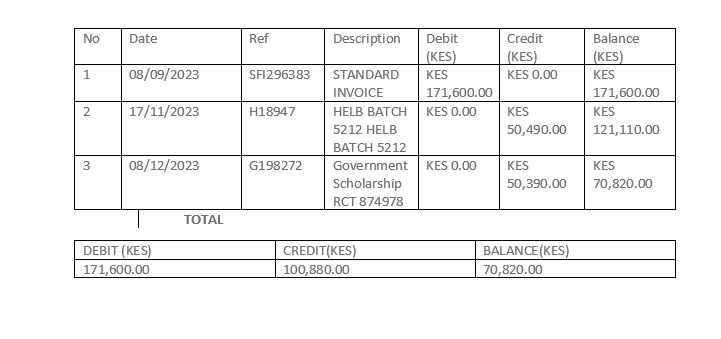 No Date Ref Description Debit Credit Balance
(KES) (KES) (KES)
1 08/09/2023 SFI296383 STANDARD KES KES 0.00 KES
INVOICE 171,600.00 171,600.00
2 17/11/2023 H18947 HELB BATCH KES 0.00 KES KES
5212 HELB 50,490.00 121,110.00
BATCH 5212
3 08/12/2023 G198272 Government KES 0.00 KES KES
Scholarship 50,390.00 70,820.00
RCT 874978
TOTAL
DEBIT (KES) CREDIT(KES) BALANCE(KES)
171,600.00 100,880.00 70,820.00